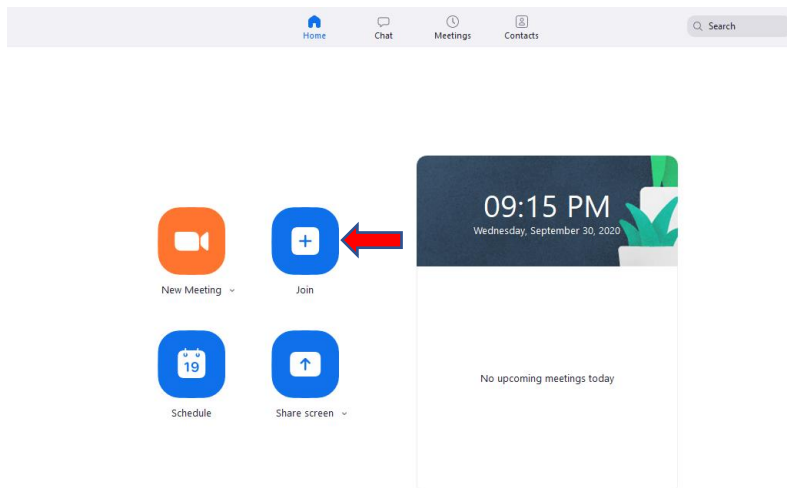 Home
Chat
Meetings
Contacts
Search
09:15 PM
Wednesday, September 30, 2020
New Meeting
Join
19
Schedule
Share screen
No upcoming meetings today